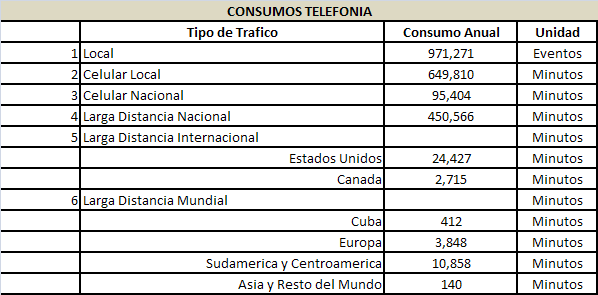 CONSUMOS TELEFONIA
Tipo de Trafico Consumo Anual Unidad
1 Local 971,271 Eventos
2 Celular Local 649,810 Minutos
3 Celular Nacional 95,404 Minutos
4 Larga Distancia Nacional 450,566 Minutos
5 Larga Distancia Internacional Minutos
Estados Unidos 24,427 Minutos
Canada 2,715 Minutos
6 Larga Distancia Mundial Minutos
Cuba 412 Minutos
Europa 3,848 Minutos
Sudamerica y Centroamerica 10,858 Minutos
Asia y Resto del Mundo 140 Minutos